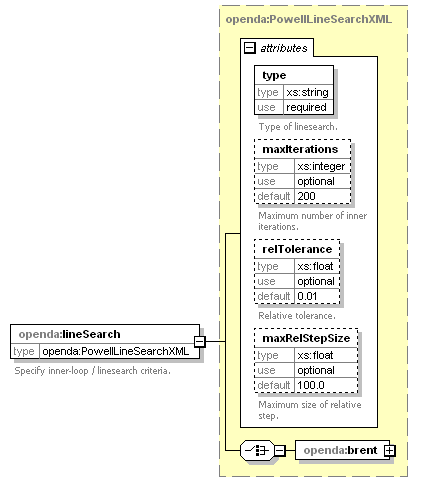 openda:PowellLineSearchXML
attributes
type
type xs:string
use required
Type of linesearch.
maxIterations
type xs:integer
use optional
default 200
Maximum number of inner
iterations.
relTolerance
type xs:float
use optional
default 0.01
Relative tolerance.
maxRelStepSize
type xs:float
use optional
default 100.0
Maximum size of relative
step.
openda:lineSearch
type openda:PowellLineSearchXML
Specify inner-loop / linesearch criteria.
openda:brent